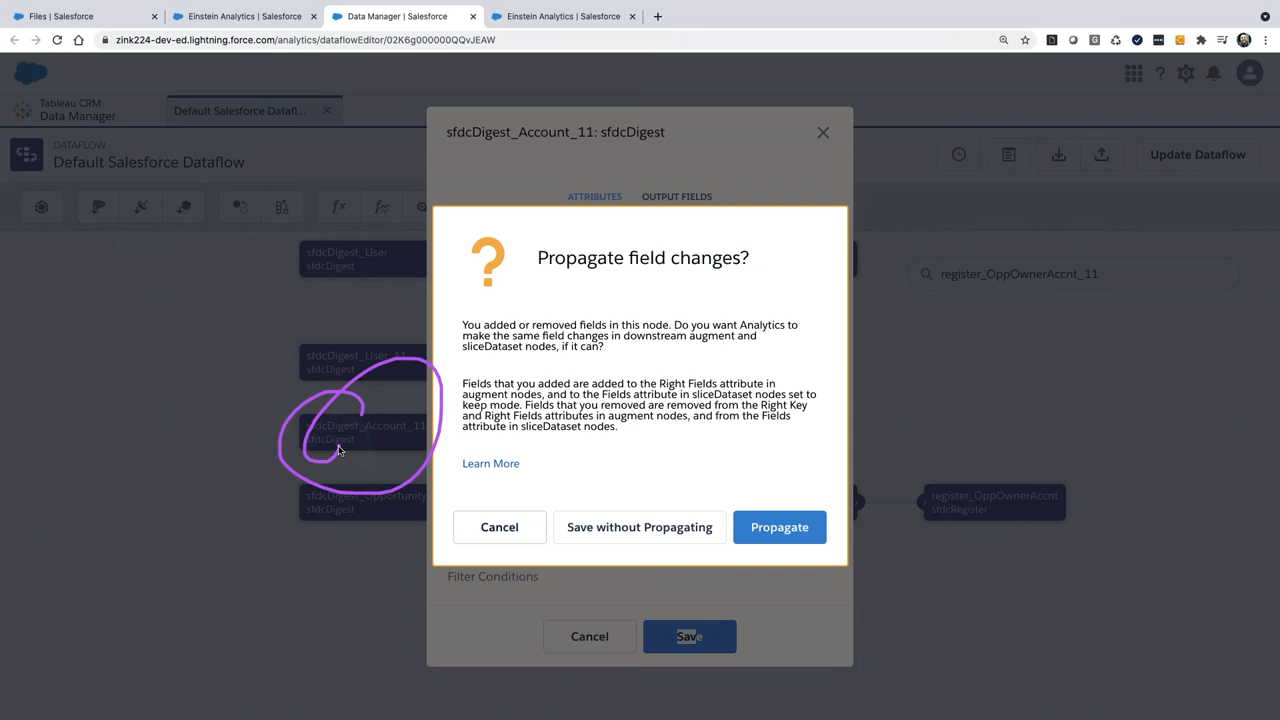 Files | Salesforce
Einstein Analytics | Salesforce
Data Manager | Salesforce
Einstein Analytics | Salesforce
zink224-dev-ed.lightning.force.com/analytics/dataflowEditor/02K6g000000QQvJEAW
Tableau CRM
Data Manager
Default Salesforce Datafl...
DATAFLOW
Default Salesforce Dataflow
Update Dataflow
sfdcDigest_Account_11: sfdcDigest
ATTRIBUTES
OUTPUT FIELDS
sfdcDigest_User
sfdcDigest
register_OppOwnerAccnt_11
Propagate field changes?
You added or removed fields in this node. Do you want Analytics to
make the same field changes in downstream augment and
sliceDataset nodes, if it can?
sfdcDigest_User_11
sfdcDigest
Fields that you added are added to the Right Fields attribute in
augment nodes, and to the Fields attribute in sliceDataset nodes set to
keep mode. Fields that you removed are removed from the Right Key
and Right Fields attributes in augment nodes, and from the Fields
attribute in sliceDataset nodes.
sfdcDigest_Account_11
sfdcDigest
Learn More
sfdcDigest_Opportunity
sfdcDigest
register_OppOwnerAccnt
sfdcRegister
Cancel
Save without Propagating
Propagate
Filter Conditions
Cancel
Save